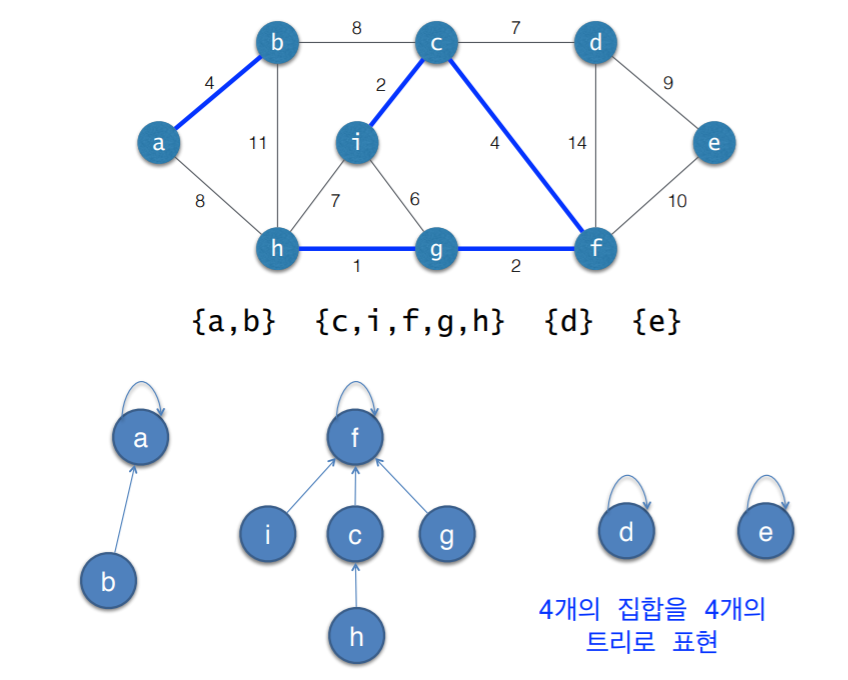 b 8 c 7 d
4 2 9
a 11 i 4 14 e
8 7 6 10
h 1 g 2 f
{a,b} {c,i,f,g,h} {d} {e}
a f
i c g d e
b
h
4개의 집합을 4개의
트리로 표현